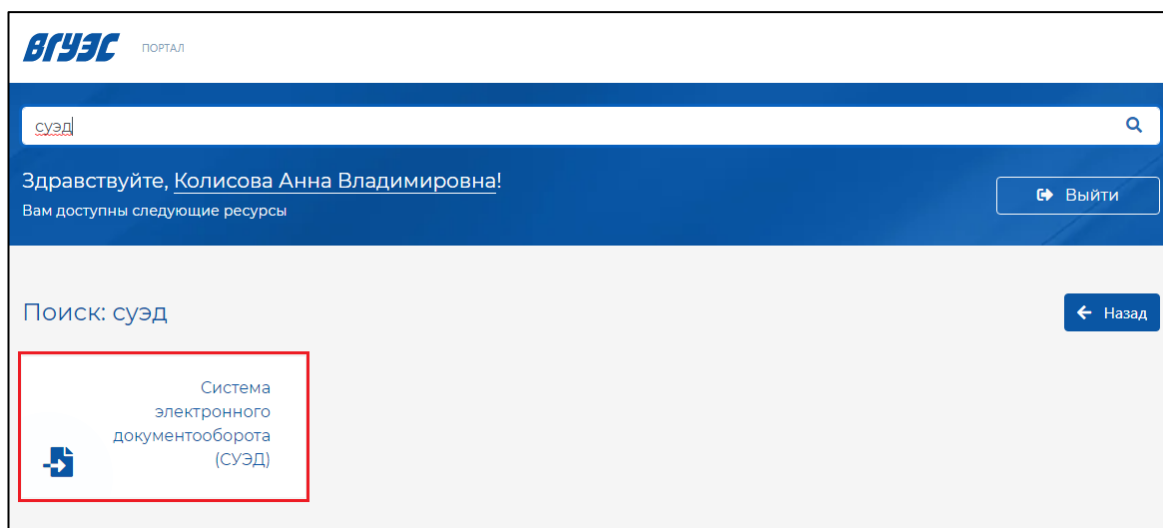 ВГУЭС ПОРТАЛ
суэд
Здравствуйте, Колисова Анна Владимировна!
Вам доступны следующие ресурсы
Выйти
Поиск: суэд
Назад
Система
электронного
документооборота
(СУЭД)